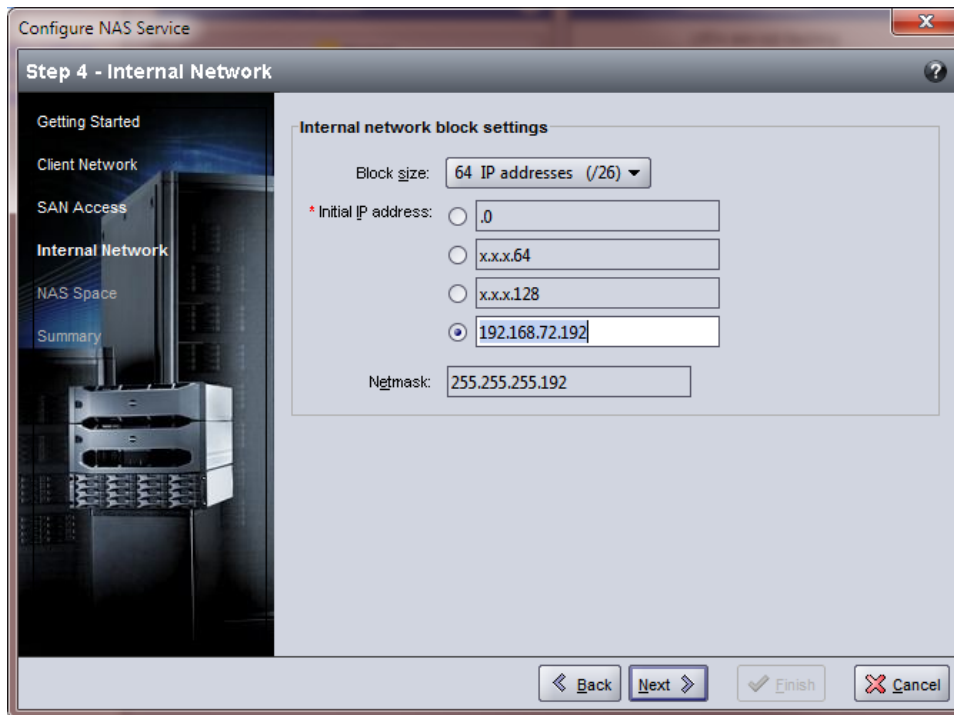 Configure NAS Service
Step 4 - Internal Network
?
Getting Started
Client Network
SAN Access
Internal Network
NAS Space
Summary
Internal network block settings
Block size: 64 IP addresses (/26)
* Initial IP address: .0
x.x.x.64
x.x.x.128
192.168.72.192
Netmask: 255.255.255.192
Back Next Finish Cancel